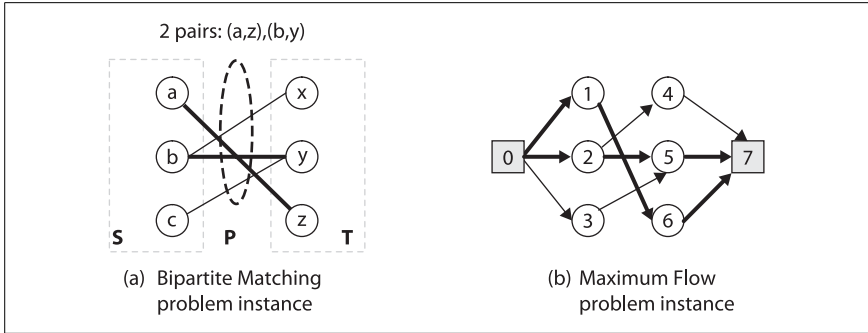 2 pairs: (a,z),(b,y)
a
x
b
y
c
z
S
P
T
(a) Bipartite Matching
problem instance
1
4
0
2
5
7
3
6
(b) Maximum Flow
problem instance